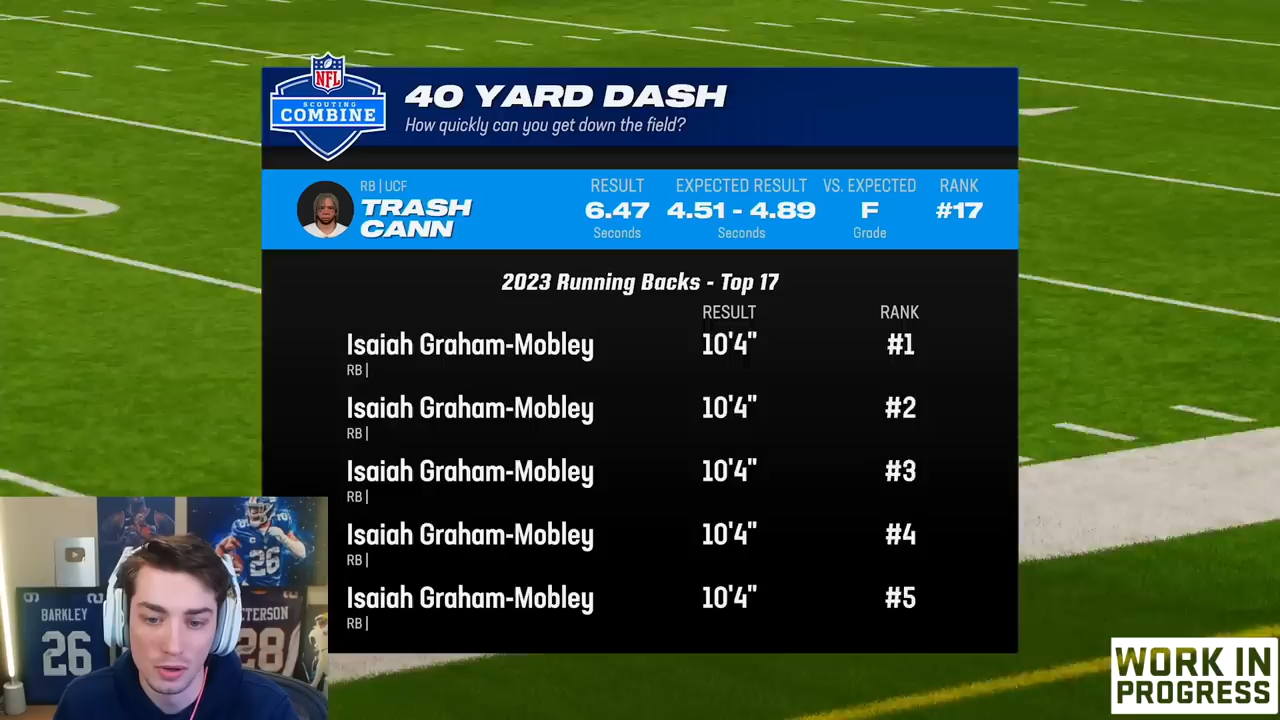 NFL
SCOUTING
COMBINE
40 YARD DASH
How quickly can you get down the field?
RB | UCF
TRASH
CANN
RESULT
6.47
Seconds
EXPECTED RESULT
4.51 - 4.89
Seconds
VS. EXPECTED
F
Grade
RANK
#17
2023 Running Backs - Top 17
RESULT RANK
Isaiah Graham-Mobley 10'4" #1
RB |
Isaiah Graham-Mobley 10'4" #2
RB |
Isaiah Graham-Mobley 10'4" #3
RB |
Isaiah Graham-Mobley 10'4" #4
RB |
Isaiah Graham-Mobley 10'4" #5
RB |
26
BARKLEY
26
ETERSON
28
WORK IN
PROGRESS